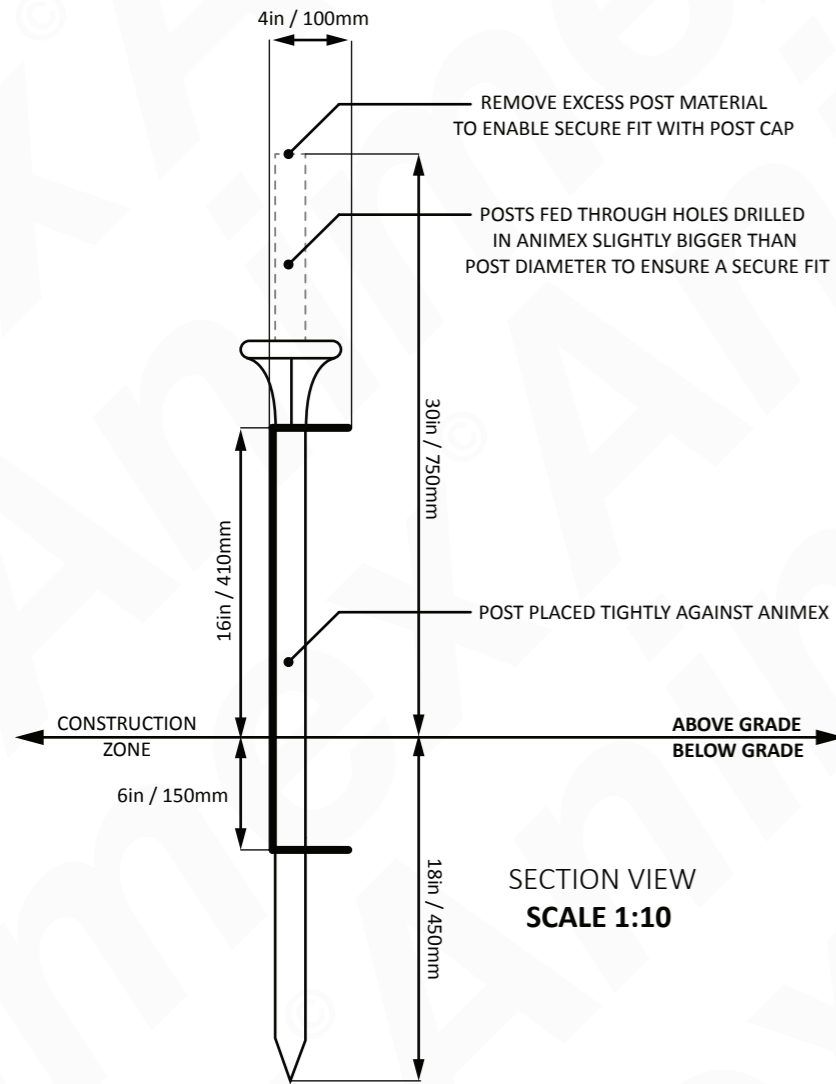 4in / 100mm
REMOVE EXCESS POST MATERIAL
TO ENABLE SECURE FIT WITH POST CAP
POSTS FED THROUGH HOLES DRILLED
IN ANIMEX SLIGHTLY BIGGER THAN
POST DIAMETER TO ENSURE A SECURE FIT
30in / 750mm
16in / 410mm
POST PLACED TIGHTLY AGAINST ANIMEX
CONSTRUCTION
ZONE
ABOVE GRADE
BELOW GRADE
6in / 150mm
18in / 450mm
SECTION VIEW
SCALE 1:10